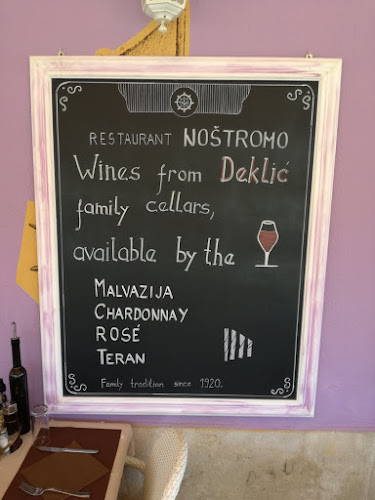 RESTAURANT NOŠTROMO
Wines from Deklić
family cellars,
available by the
MALVAZIJA
CHARDONNAY
ROSÉ
TERAN
Family tradition since 1920.